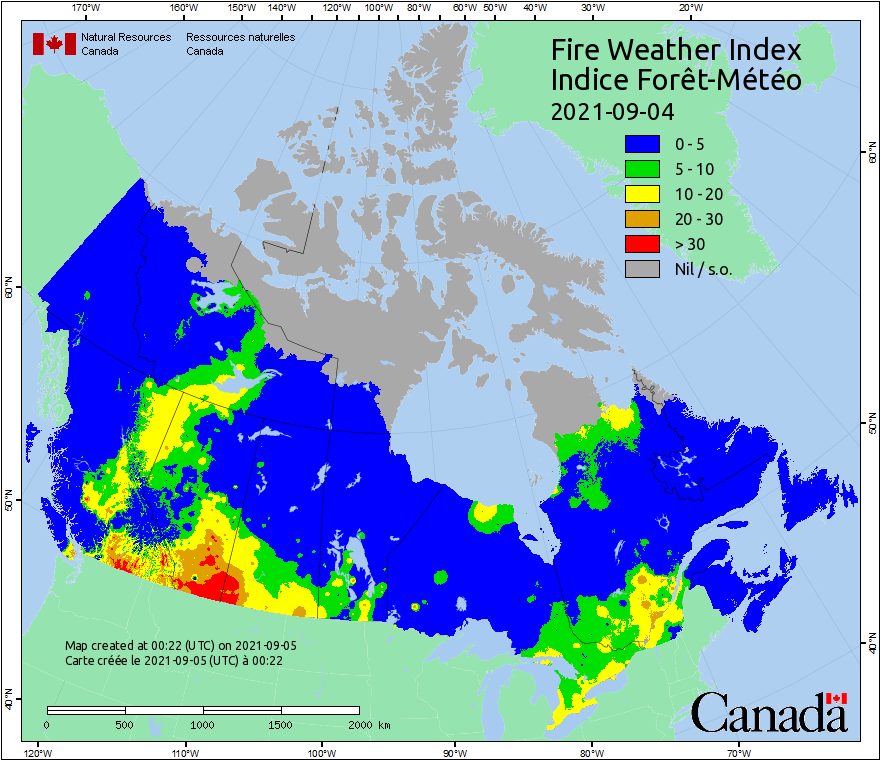 170°W 160°W 150°W 140°W 130°W 120°W 110°W 100°W 90°W 80°W 70°W 60°W 50°W 40°W 30°W 20°W
Natural Resources Ressources naturelles
Canada Canada
Fire Weather Index
Indice Forêt-Météo
2021-09-04
0 - 5
5 - 10
10 - 20
20 - 30
> 30
Nil / s.o.
60°N
60°N
50°N
50°N
40°N
40°N
Map created at 00:22 (UTC) on 2021-09-05
Carte créée le 2021-09-05 (UTC) à 00:22
0 500 1000 1500 2000 km
Canada
120°W 110°W 100°W 90°W 80°W 70°W